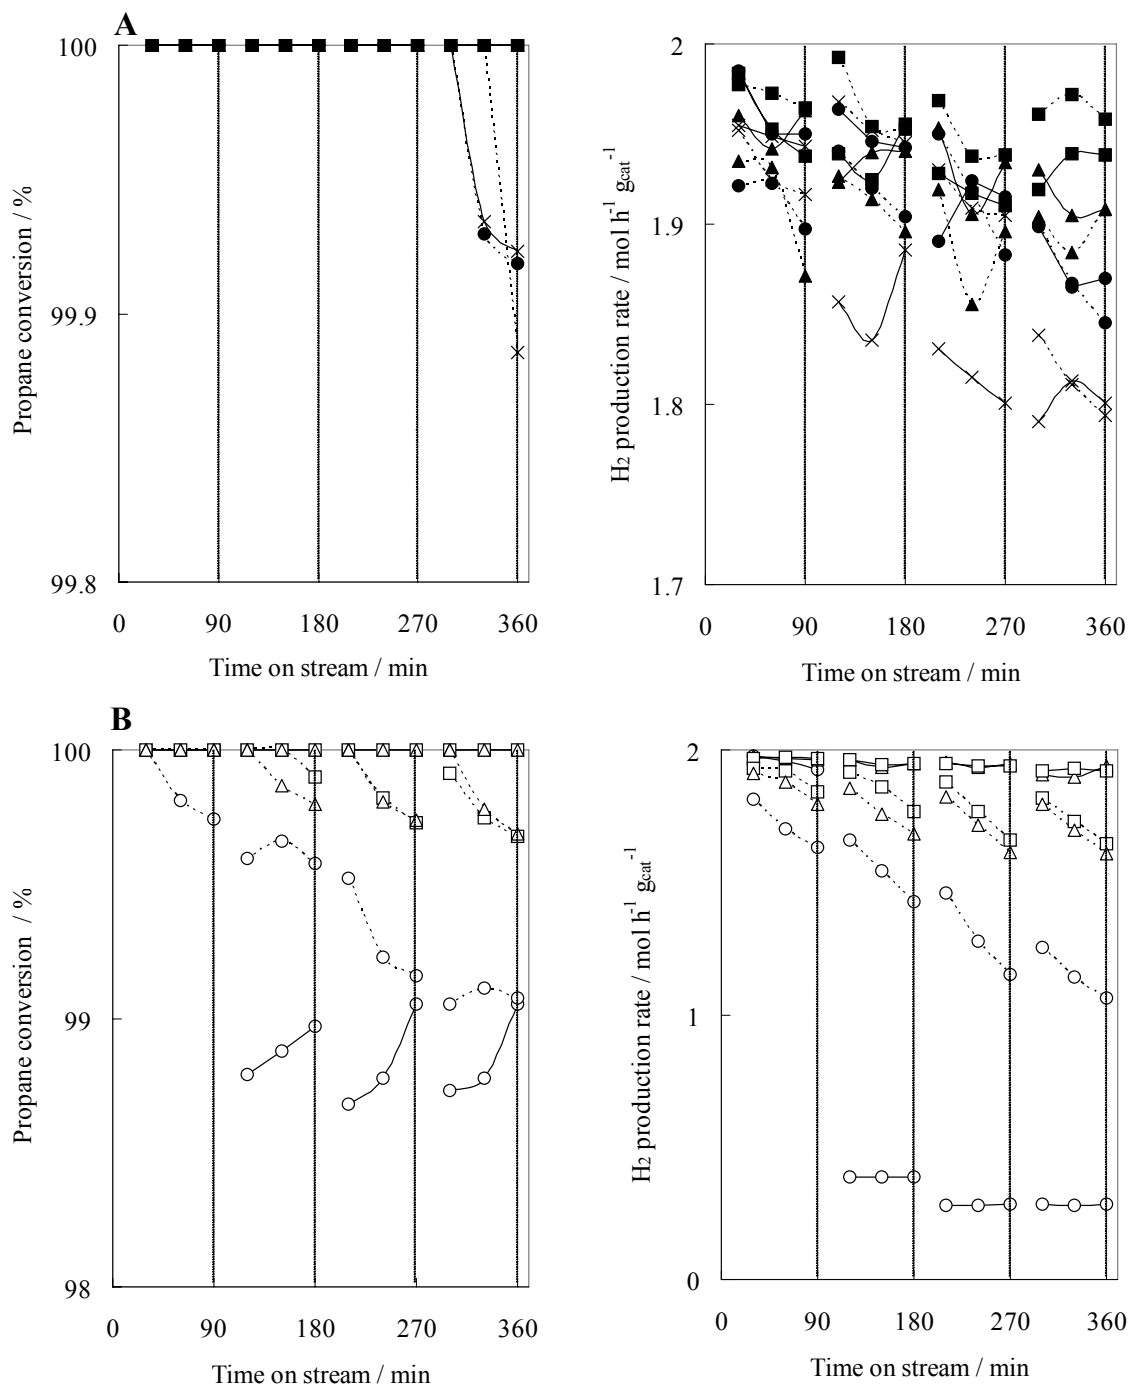 A
100
99.9
99.8
0 90 180 270 360
Propane conversion / %
Time on stream / min
2
1.9
1.8
1.7
0 90 180 270 360
H2 production rate / mol h-1 gcat-1
Time on stream / min
B
100
99
98
0 90 180 270 360
Propane conversion / %
Time on stream / min
2
1
0
0 90 180 270 360
H2 production rate / mol h-1 gcat-1
Time on stream / min